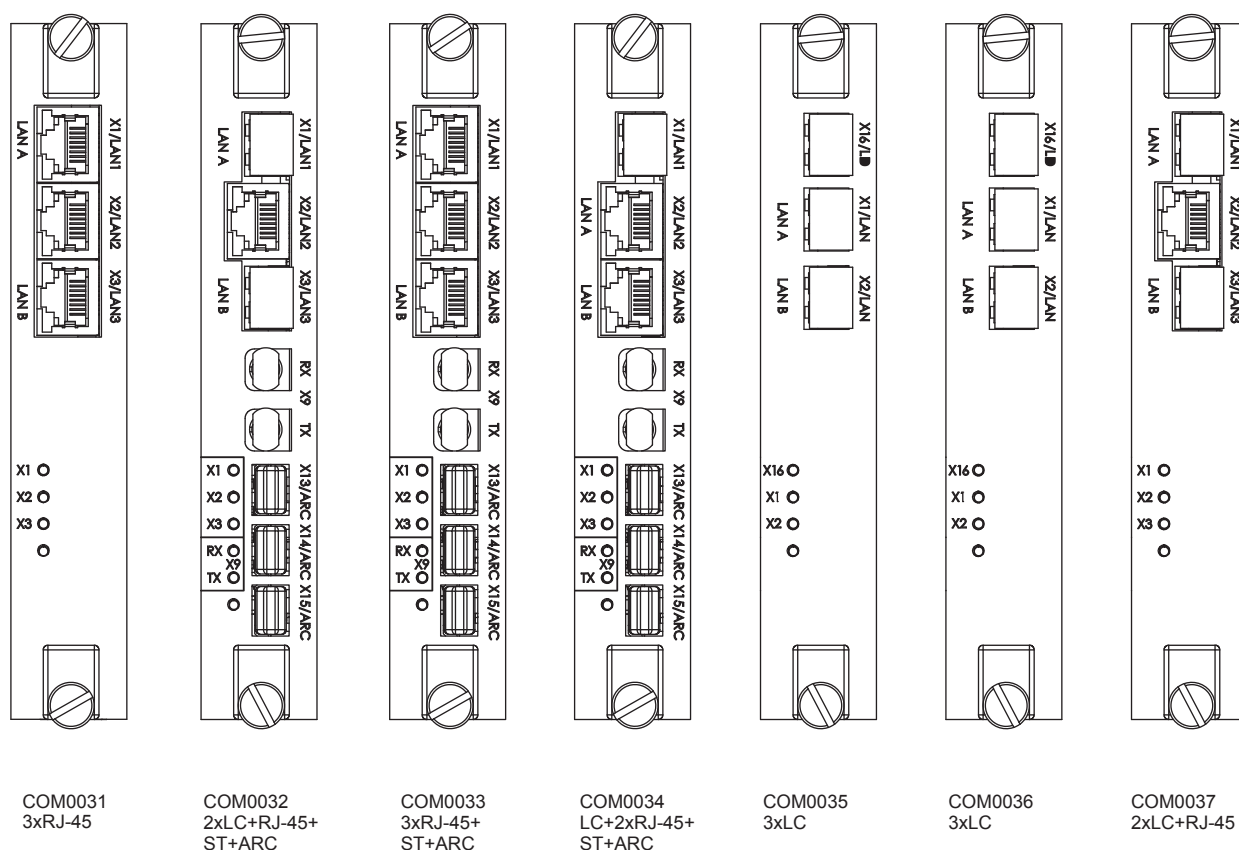 X1/LAN1
LAN A
X2/LAN2
X3/LAN3
LAN B
X1
X2
X3
COM0031
3xRJ-45
X1/LAN1
LAN A
X2/LAN2
X3/LAN3
LAN B
RX
X9
TX
X1
X2
X3
RX
X9
TX
X13/ARC
X14/ARC
X15/ARC
COM0032
2xLC+RJ-45+
ST+ARC
X1/LAN1
LAN A
X2/LAN2
X3/LAN3
LAN B
RX
X9
TX
X1
X2
X3
RX
X9
TX
X13/ARC
X14/ARC
X15/ARC
COM0033
3xRJ-45+
ST+ARC
X1/LAN1
X2/LAN2
LAN A
X3/LAN3
LAN B
RX
X9
TX
X1
X2
X3
RX
X9
TX
X13/ARC
X14/ARC
X15/ARC
COM0034
LC+2xRJ-45+
ST+ARC
X16/LD
X1/LAN
LAN A
X2/LAN
LAN B
X16
X1
X2
COM0035
3xLC
X16/LD
X1/LAN
LAN A
X2/LAN
LAN B
X16
X1
X2
COM0036
3xLC
X1/LAN1
LAN A
X2/LAN2
X3/LAN3
LAN B
X1
X2
X3
COM0037
2xLC+RJ-45